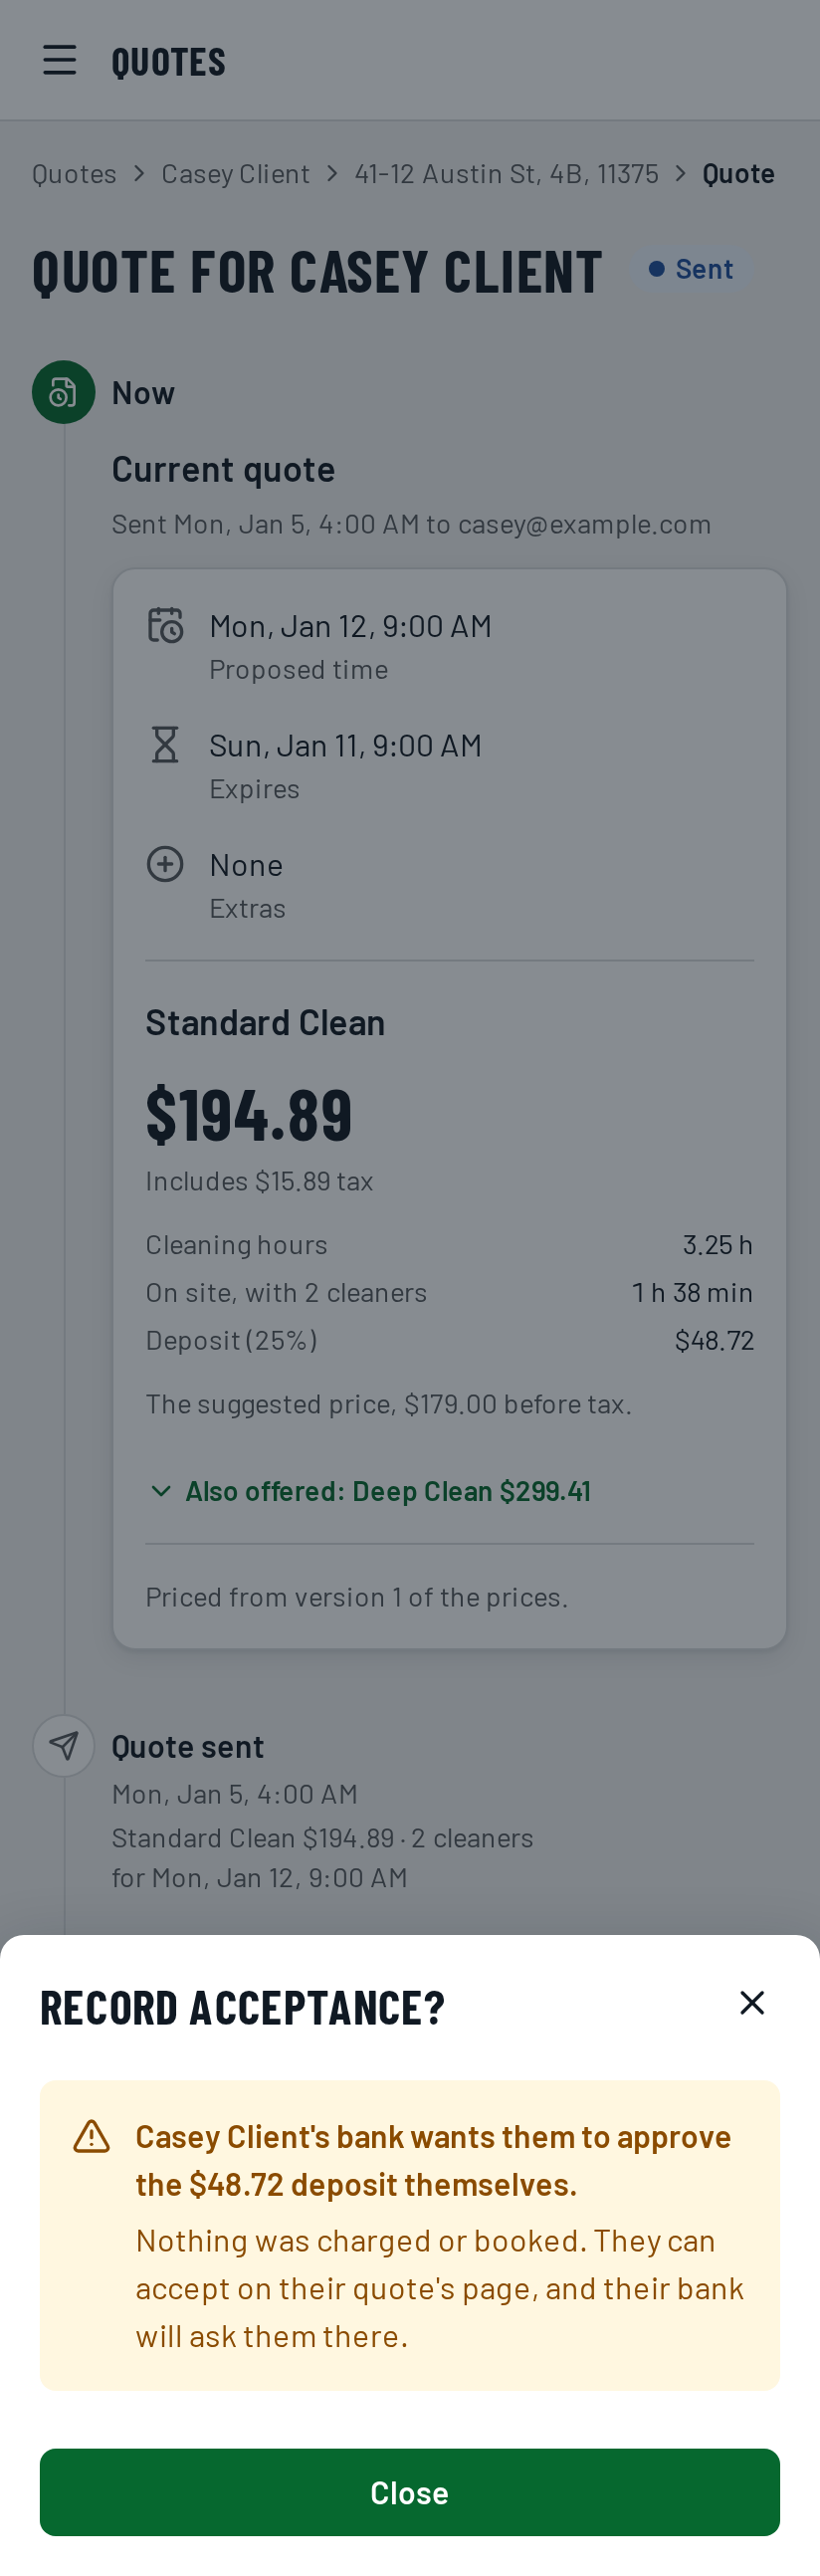 QUOTES
Quotes > Casey Client > 41-12 Austin St, 4B, 11375 > Quote
QUOTE FOR CASEY CLIENT
Sent
Now
Current quote
Sent Mon, Jan 5, 4:00 AM to casey@example.com
Mon, Jan 12, 9:00 AM
Proposed time
Sun, Jan 11, 9:00 AM
Expires
None
Extras
Standard Clean
$194.89
Includes $15.89 tax
Cleaning hours 3.25 h
On site, with 2 cleaners 1 h 38 min
Deposit (25%) $48.72
The suggested price, $179.00 before tax.
Also offered: Deep Clean $299.41
Priced from version 1 of the prices.
Quote sent
Mon, Jan 5, 4:00 AM
Standard Clean $194.89 · 2 cleaners
for Mon, Jan 12, 9:00 AM
RECORD ACCEPTANCE?
Casey Client's bank wants them to approve
the $48.72 deposit themselves.
Nothing was charged or booked. They can
accept on their quote's page, and their bank
will ask them there.
Close